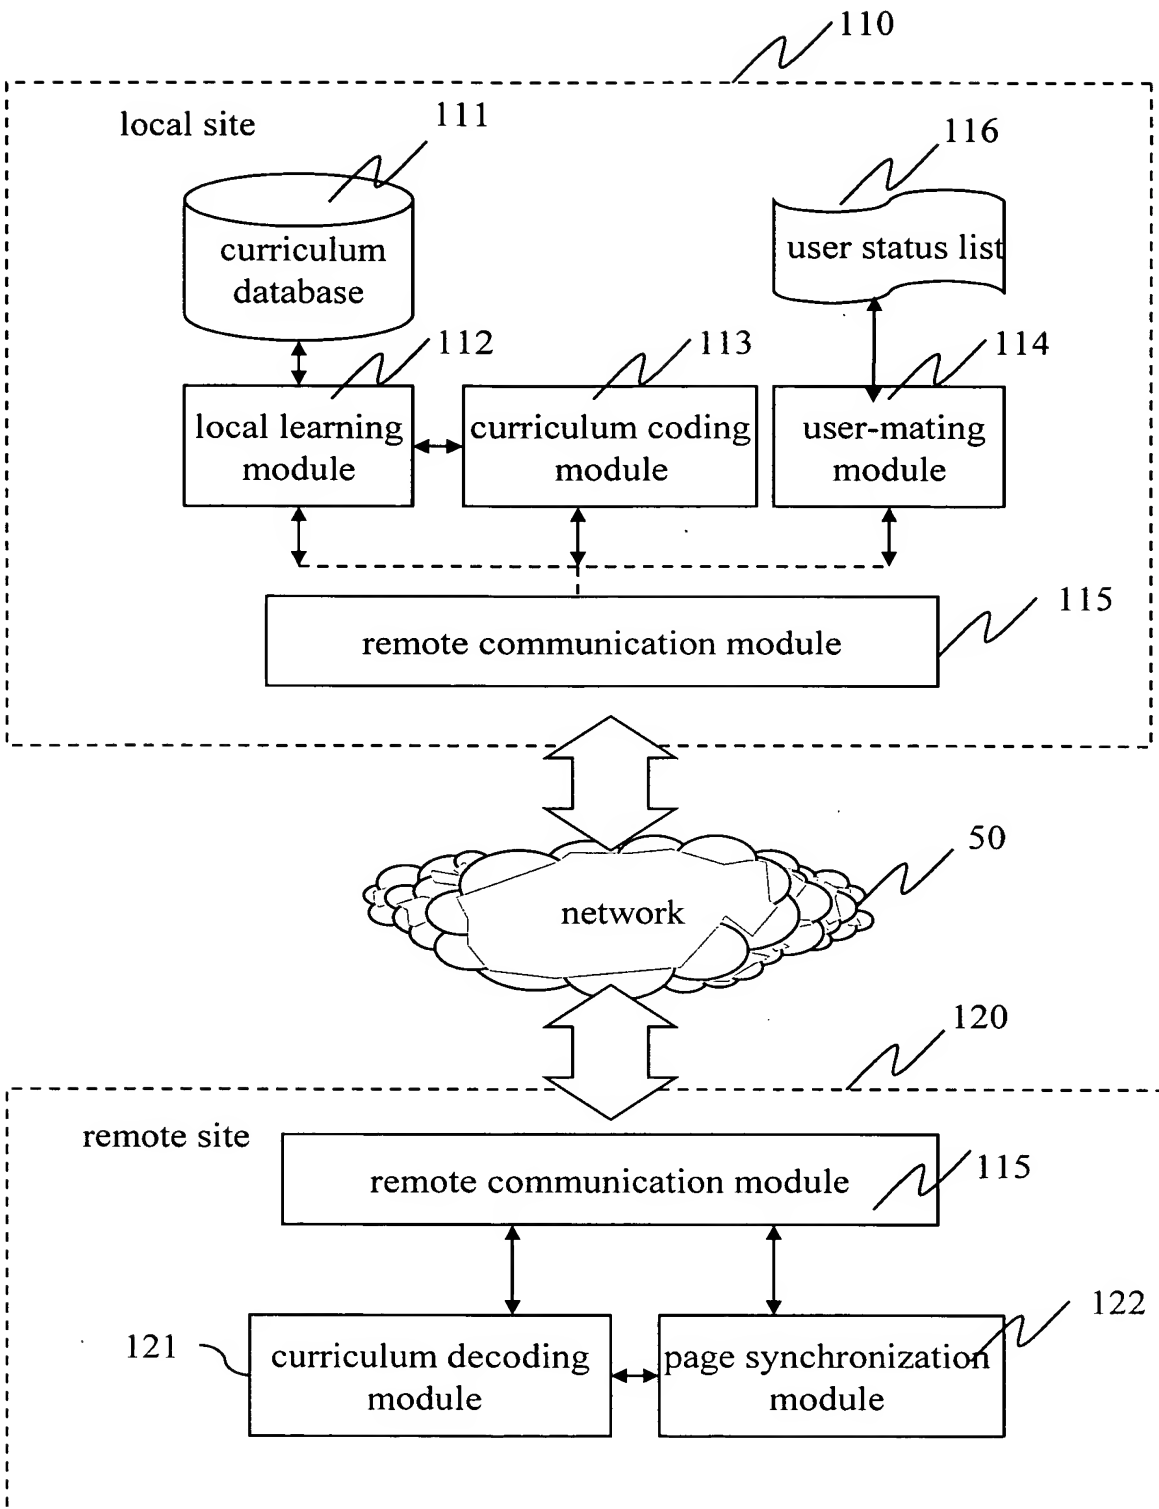 110
local site
111
116
curriculum
database
user status list
112
113
114
local learning
module
curriculum coding
module
user-mating
module
115
remote communication module
50
network
120
remote site
remote communication module
115
122
121
curriculum decoding
module
page synchronization
module